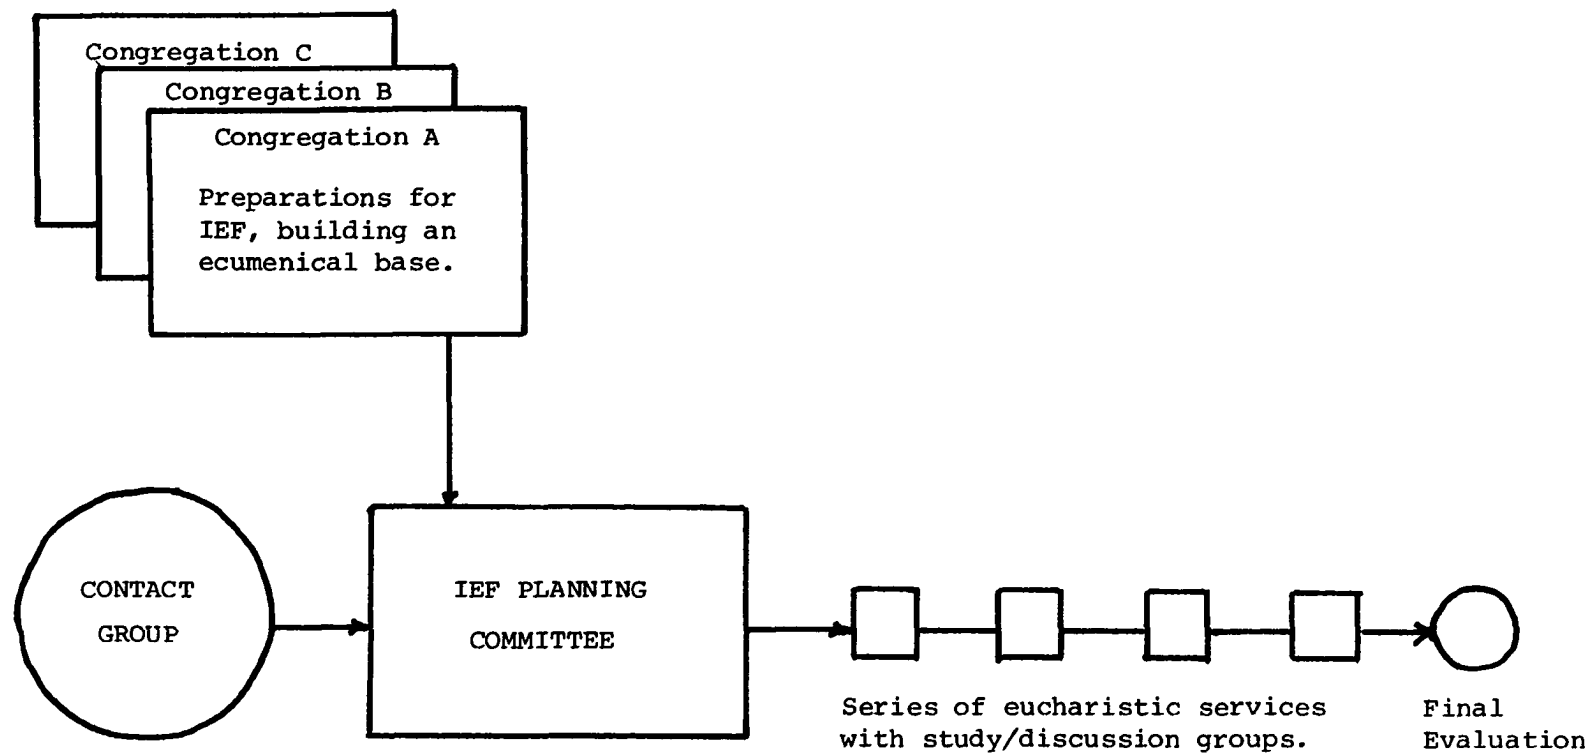 Congregation C
Congregation B
Congregation A
Preparations for
IEF, building an
ecumenical base.
CONTACT
GROUP
IEF PLANNING
COMMITTEE
Series of eucharistic services
with study/discussion groups.
Final
Evaluation